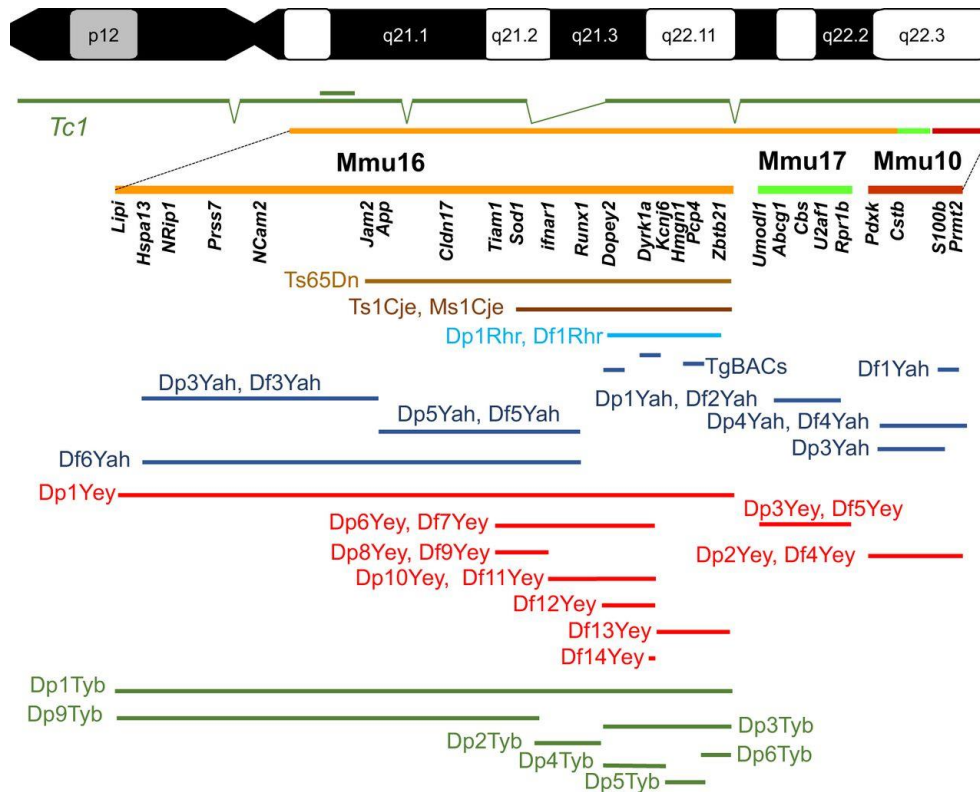 p12 q21.1 q21.2 q21.3 q22.11 q22.2 q22.3
Tc1
Mmu16 Mmu17 Mmu10
Lipi
Hspa13
NRip1
Prss7
NCam2
Jam2
App
Cldn17
Tiam1
Sod1
ifnar1
Runx1
Dopey2
Dyrk1a
Kcnj6
Hmgn1
Pcp4
Zbtb21
Umodl1
Abcg1
Cbs
U2af1
Rpr1b
Pdxk
Cstb
S100b
Prmt2
Ts65Dn
Ts1Cje, Ms1Cje
Dp1Rhr, Df1Rhr
TgBACs Df1Yah
Dp3Yah, Df3Yah
Dp1Yah, Df2Yah
Dp5Yah, Df5Yah Dp4Yah, Df4Yah
Dp3Yah
Df6Yah
Dp1Yey
Dp3Yey, Df5Yey
Dp6Yey, Df7Yey
Dp8Yey, Df9Yey Dp2Yey, Df4Yey
Dp10Yey, Df11Yey
Df12Yey
Df13Yey
Df14Yey
Dp1Tyb
Dp9Tyb
Dp3Tyb
Dp2Tyb
Dp6Tyb
Dp4Tyb
Dp5Tyb